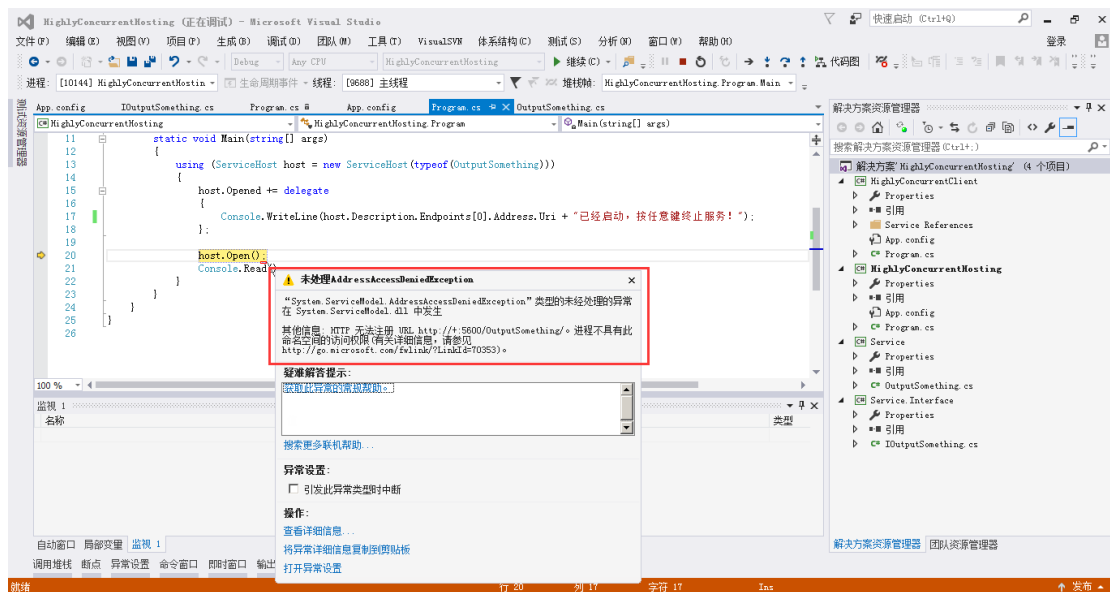 HighlyConcurrentHosting (正在调试) - Microsoft Visual Studio
快速启动 (Ctrl+Q)
文件(F) 编辑(E) 视图(V) 项目(P) 生成(B) 调试(D) 团队(M) 工具(T) VisualSVN 体系结构(C) 测试(S) 分析(N) 窗口(W) 帮助(H)
登录
Debug Any CPU HighlyConcurrentHosting 继续(C) 代码图
进程: [10144] HighlyConcurrentHostin 生命周期事件 线程: [9688] 主线程 堆栈帧: HighlyConcurrentHosting.Program.Main
测试资源管理器
App.config IOutputSomething.cs Program.cs App.config Program.cs OutputSomething.cs
HighlyConcurrentHosting HighlyConcurrentHosting.Program Main(string[] args)
11 static void Main(string[] args)
12 {
13 using (ServiceHost host = new ServiceHost(typeof(OutputSomething)))
14 {
15 host.Opened += delegate
16 {
17 Console.WriteLine(host.Description.Endpoints[0].Address.Uri + "已经启动，按任意键终止服务！");
18 };
19
20 host.Open();
21 Console.Read()
22 }
23 }
24 }
25 }
26
100 %
未处理AddressAccessDeniedException
“System.ServiceModel.AddressAccessDeniedException”类型的未经处理的异常
在 System.ServiceModel.dll 中发生
其他信息: HTTP 无法注册 URL http://+:5600/OutputSomething/。进程不具有此
命名空间的访问权限(有关详细信息，请参见
http://go.microsoft.com/fwlink/?LinkId=70353)。
疑难解答提示:
获取此异常的常规帮助。
搜索更多联机帮助...
异常设置:
引发此异常类型时中断
操作:
查看详细信息...
将异常详细信息复制到剪贴板
打开异常设置
监视 1
名称
类型
自动窗口 局部变量 监视 1
调用堆栈 断点 异常设置 命令窗口 即时窗口 输出
解决方案资源管理器
搜索解决方案资源管理器(Ctrl+;)
解决方案'HighlyConcurrentHosting' (4 个项目)
HighlyConcurrentClient
Properties
引用
Service References
App.config
Program.cs
HighlyConcurrentHosting
Properties
引用
App.config
Program.cs
Service
Properties
引用
OutputSomething.cs
Service.Interface
Properties
引用
IOutputSomething.cs
解决方案资源管理器 团队资源管理器
就绪 行 20 列 17 字符 17 Ins 发布